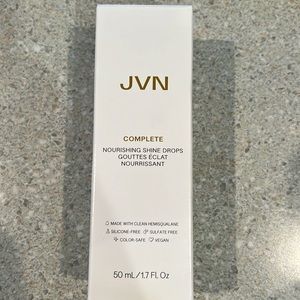 JVN
COMPLETE
NOURISHING SHINE DROPS
GOUTTES ÉCLAT
NOURRISSANT
MADE WITH CLEAN HEMISQUALANE
SILICONE-FREE SULFATE FREE
COLOR-SAFE VEGAN
50 mL/1.7 Fl. Oz